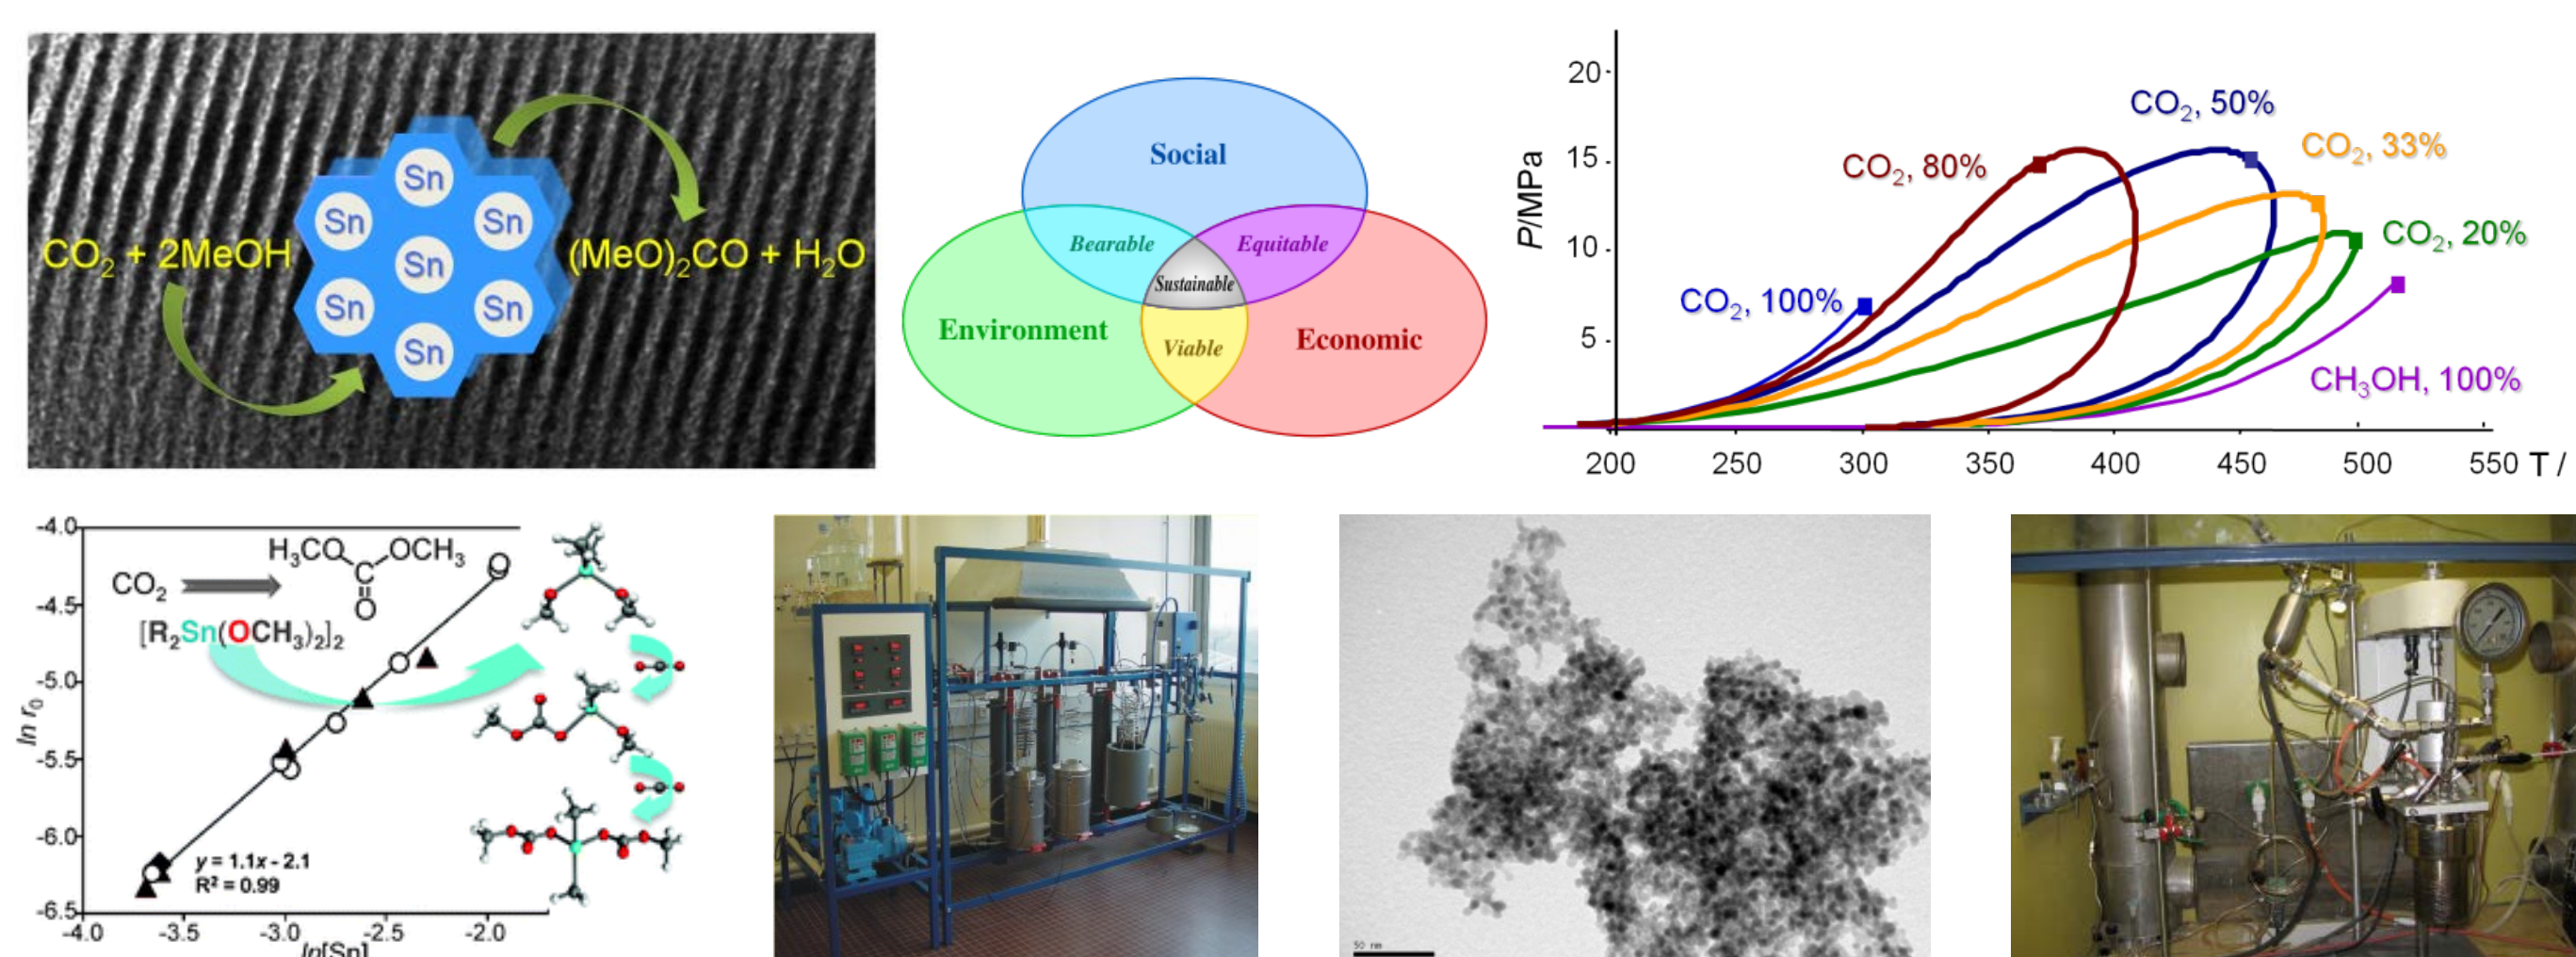 Sn
Sn
Sn
CO₂ + 2MeOH
Sn
(MeO)₂CO + H₂O
Sn
Sn
Sn
Social
Bearable
Equitable
Sustainable
Environment
Economic
Viable
P/MPa
20
15
10
5
CO₂, 50%
CO₂, 33%
CO₂, 80%
CO₂, 20%
CO₂, 100%
CH₃OH, 100%
200 250 300 350 400 450 500 550 T /
-4.0
-4.5
-5.0
-5.5
-6.0
-6.5
ln r₀
H₃CO OCH₃
C
O
CO₂
[R₂Sn(OCH₃)₂]₂
y = 1.1x - 2.1
R² = 0.99
-4.0 -3.5 -3.0 -2.5 -2.0
ln[Sn]
50 nm